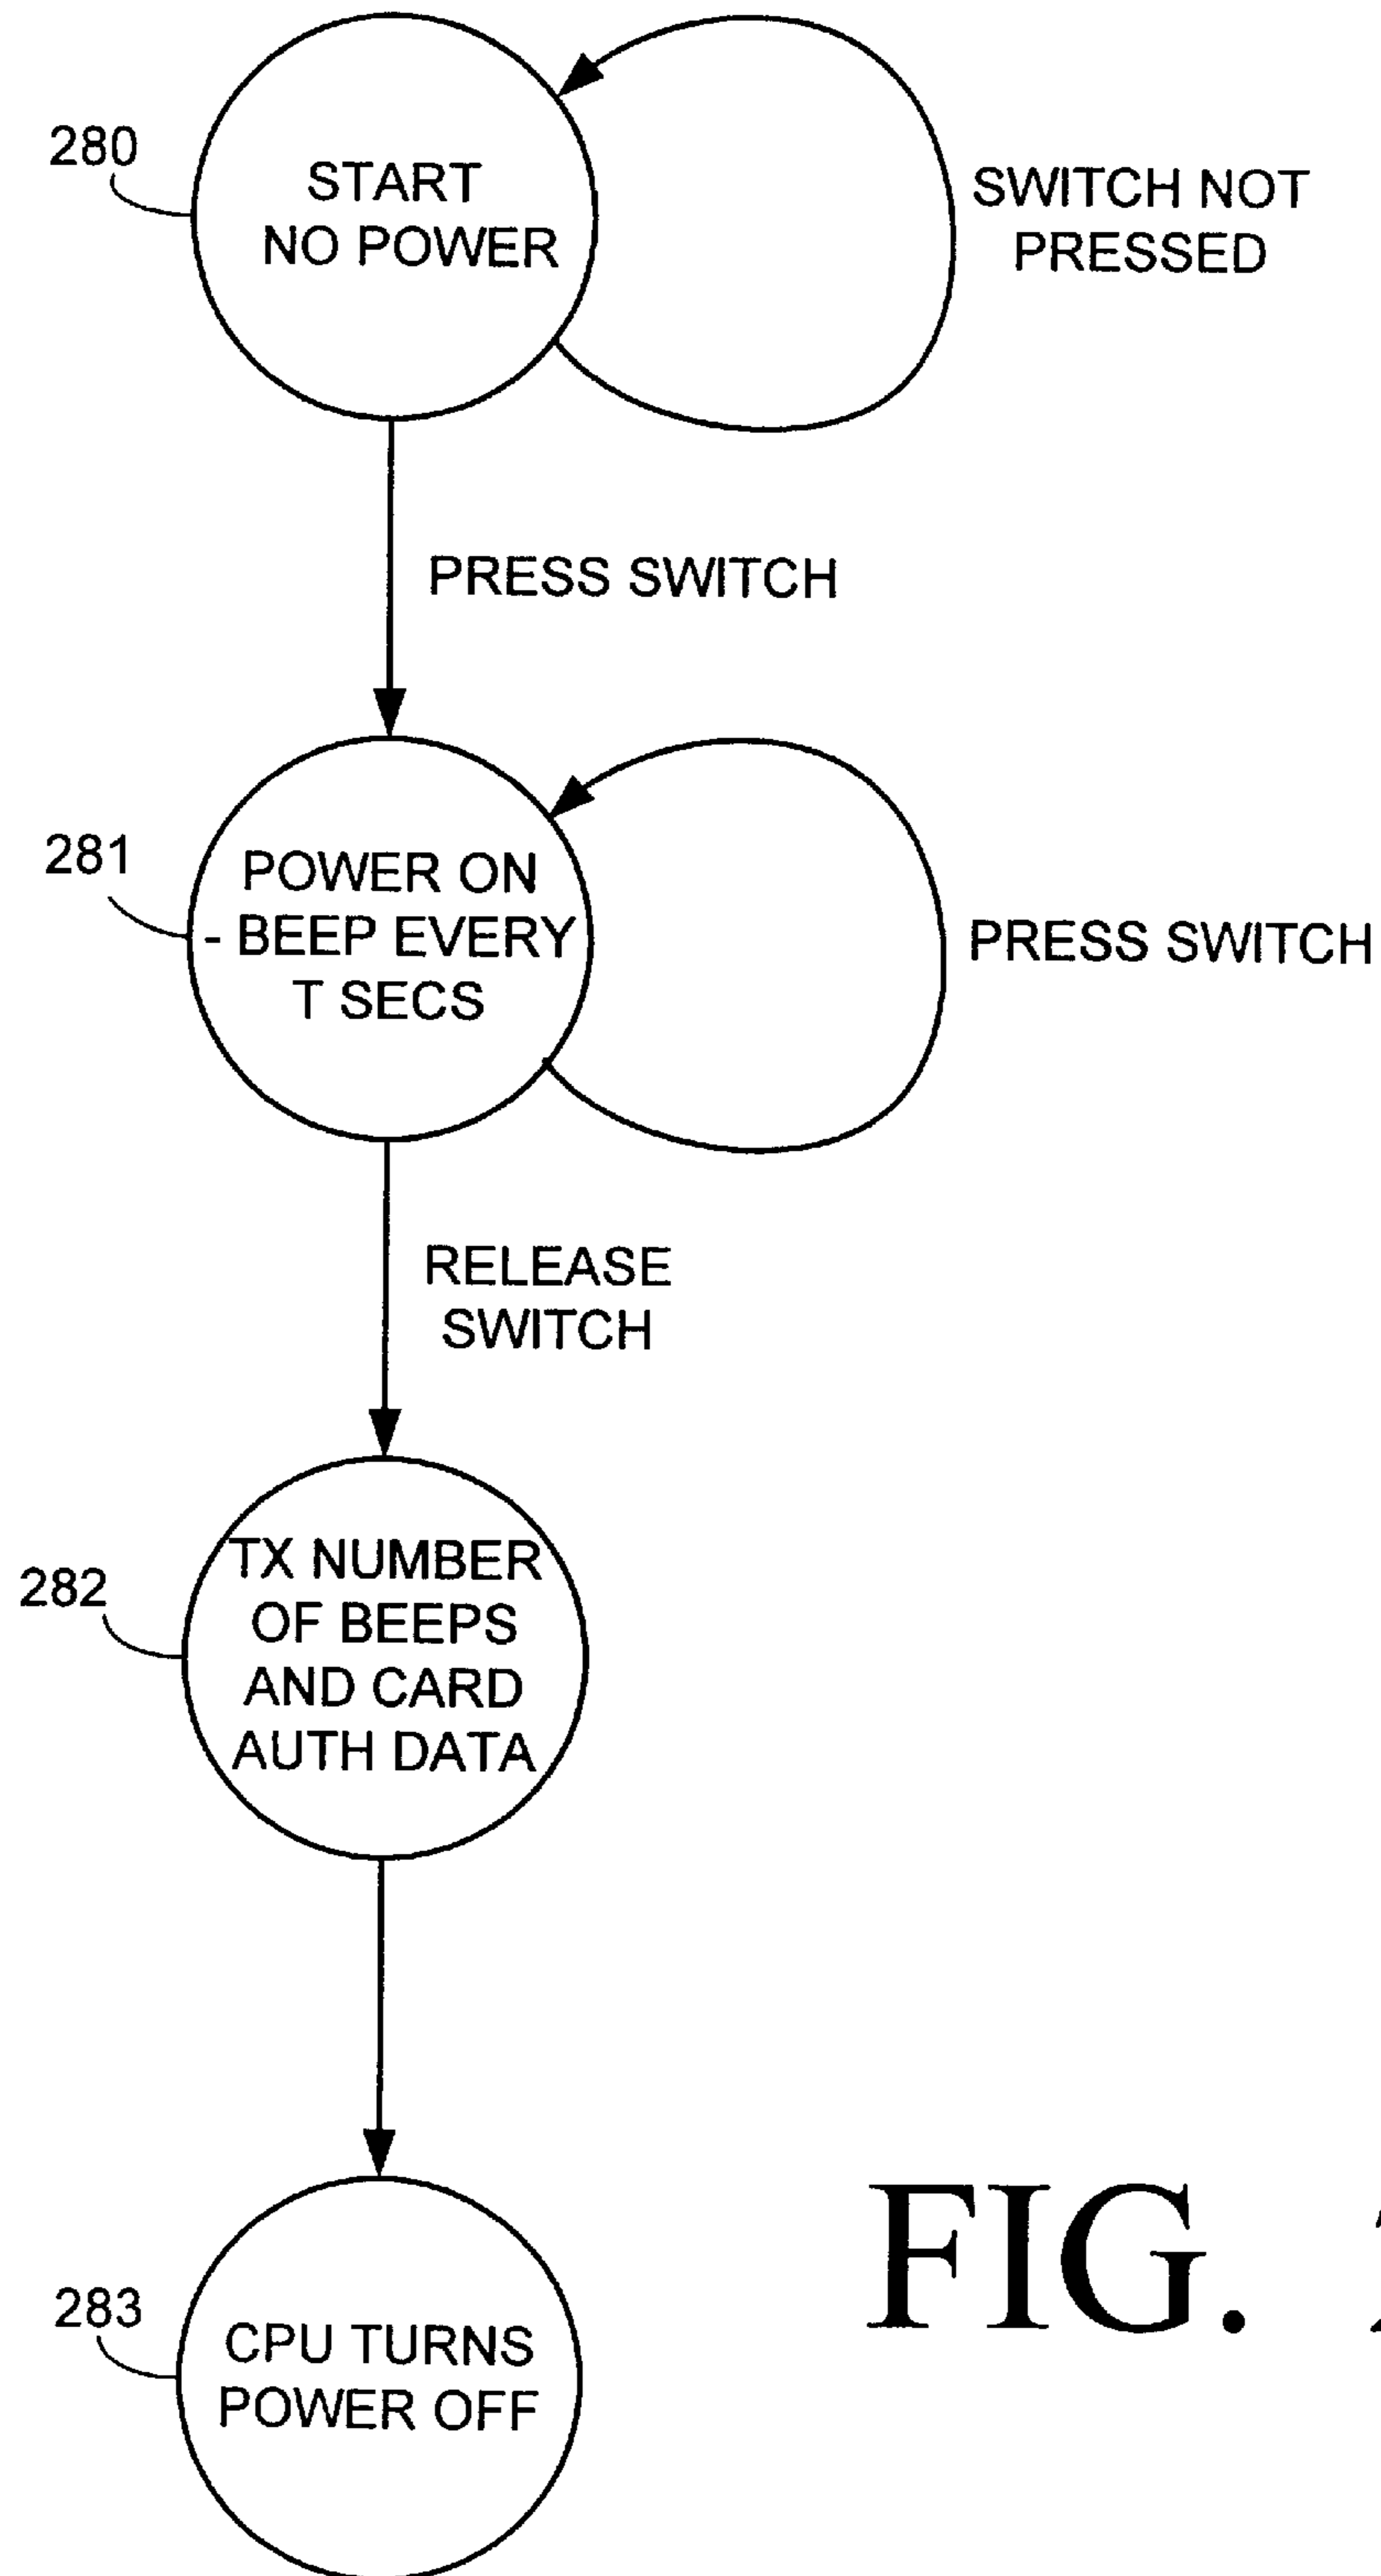 280
START
NO POWER
SWITCH NOT
PRESSED
PRESS SWITCH
281
POWER ON
- BEEP EVERY
T SECS
PRESS SWITCH
RELEASE
SWITCH
282
TX NUMBER
OF BEEPS
AND CARD
AUTH DATA
283
CPU TURNS
POWER OFF
FIG.